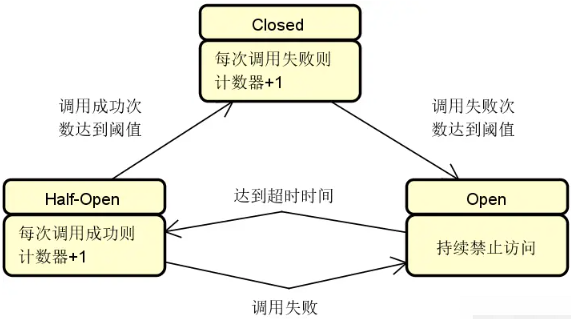 Closed
每次调用失败则
计数器+1
调用成功次
数达到阈值
调用失败次
数达到阈值
Half-Open
每次调用成功则
计数器+1
达到超时时间
Open
持续禁止访问
调用失败